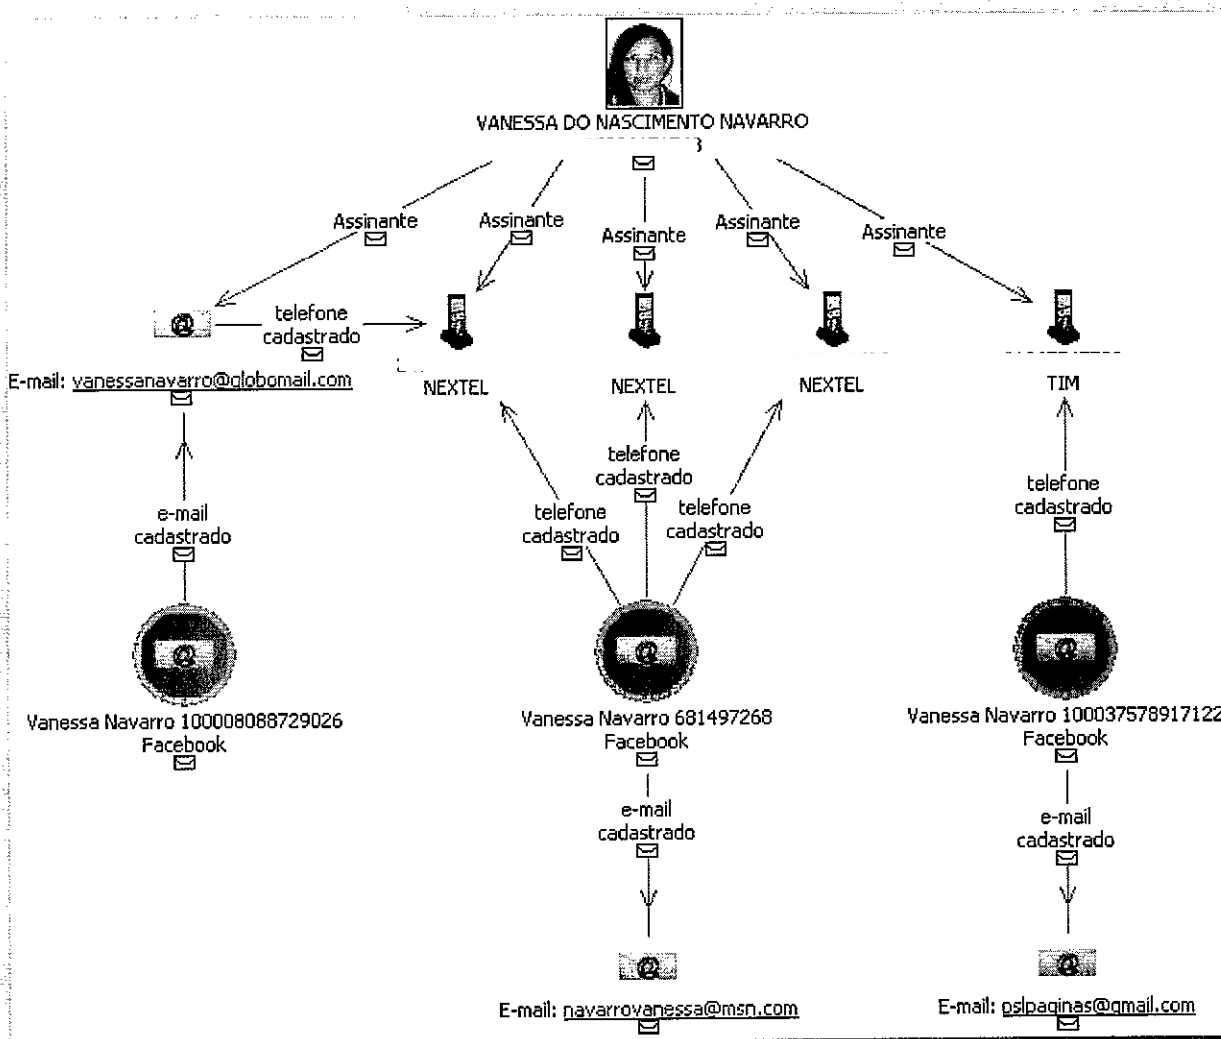 VANESSA DO NASCIMENTO NAVARRO
Assinante
Assinante
Assinante
Assinante
Assinante
telefone
cadastrado
E-mail: vanessanavarro@globomail.com
NEXTEL
NEXTEL
NEXTEL
TIM
e-mail
cadastrado
telefone
cadastrado
telefone
cadastrado
telefone
cadastrado
telefone
cadastrado
Vanessa Navarro 100008088729026
Facebook
Vanessa Navarro 681497268
Facebook
Vanessa Navarro 100037578917122
Facebook
e-mail
cadastrado
e-mail
cadastrado
E-mail: navarrovanessa@msn.com
E-mail: pslpaginas@gmail.com